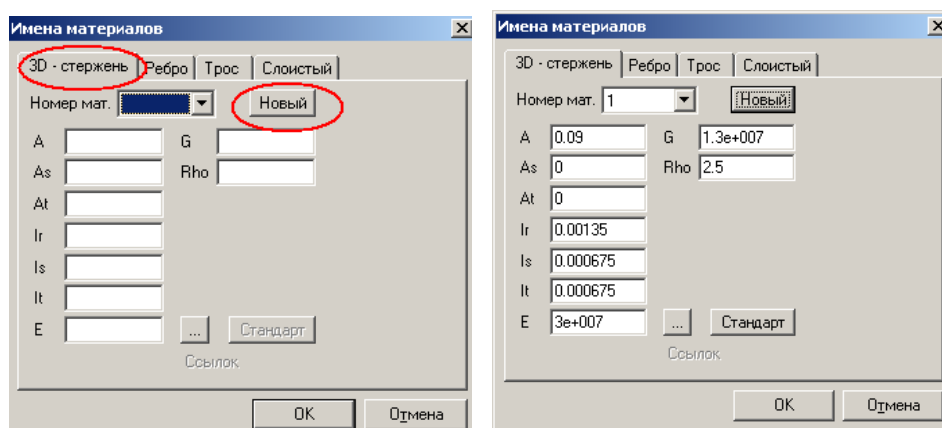 Имена материалов
3D - стержень Ребро Трос Слоистый
Номер мат. Новый
A G
As Rho
At
Ir
Is
It
E ... Стандарт
Ссылок
OK Отмена
Имена материалов
3D - стержень Ребро Трос Слоистый
Номер мат. 1 Новый
A 0.09 G 1.3e+007
As 0 Rho 2.5
At 0
Ir 0.00135
Is 0.000675
It 0.000675
E 3e+007 ... Стандарт
Ссылок
OK Отмена